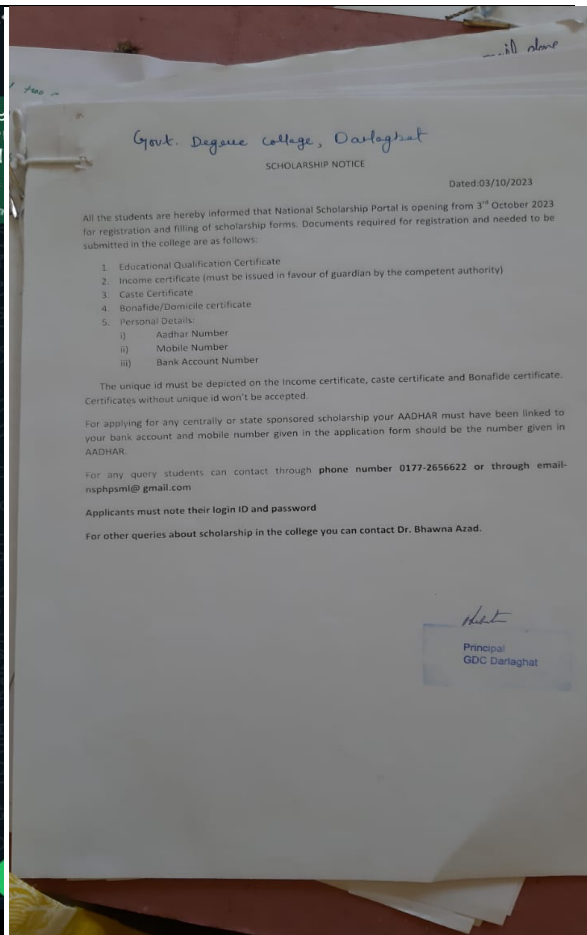 mail done
Govt. Degree College, Darlaghat
SCHOLARSHIP NOTICE
Dated:03/10/2023
All the students are hereby informed that National Scholarship Portal is opening from 3rd October 2023
for registration and filling of scholarship forms. Documents required for registration and needed to be
submitted in the college are as follows:
1. Educational Qualification Certificate
2. Income certificate (must be issued in favour of guardian by the competent authority)
3. Caste Certificate
4. Bonafide/Domicile certificate
5. Personal Details:
i) Aadhar Number
ii) Mobile Number
iii) Bank Account Number
The unique id must be depicted on the Income certificate, caste certificate and Bonafide certificate.
Certificates without unique id won't be accepted.
For applying for any centrally or state sponsored scholarship your AADHAR must have been linked to
your bank account and mobile number given in the application form should be the number given in
AADHAR.
For any query students can contact through phone number 0177-2656622 or through email-
nsphpsml@ gmail.com
Applicants must note their login ID and password
For other queries about scholarship in the college you can contact Dr. Bhawna Azad.
Principal
GDC Darlaghat